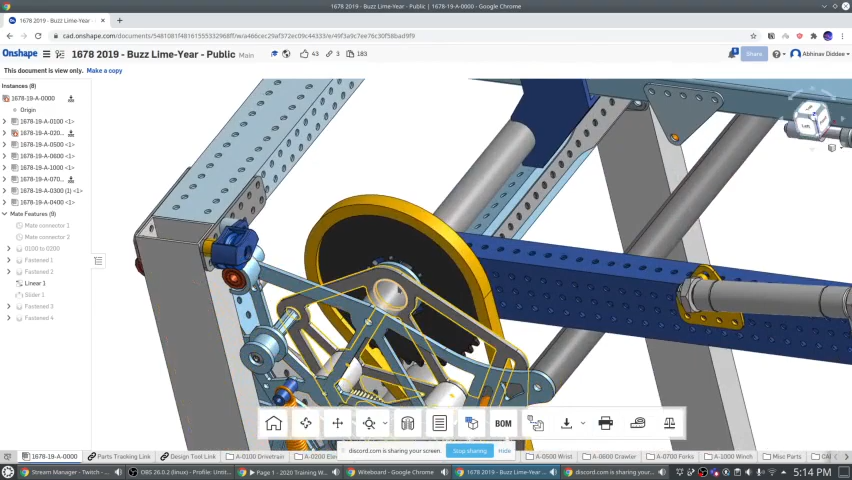 1678 2019 - Buzz Lime-Year - Public | 1678-19-A-0000 - Google Chrome
1678 2019 - Buzz Lime-Year - P
cad.onshape.com/documents/
Onshape 1678 2019 - Buzz Lime-Year - Public Main 43 3 183
Share Abhinav Diddee
This document is view only. Make a copy
Instances (8)
1678-19-A-0000
Origin
1678-19-A-0100 <1>
1678-19-A-020...
1678-19-A-0500 <1>
1678-19-A-0600 <1>
1678-19-A-1000 <1>
1678-19-A-070...
1678-19-A-0300 (1) <1>
1678-19-A-0400 <1>
Mate Features (9)
Mate connector 1
Mate connector 2
0100 to 0200
Fastened 1
Fastened 2
Linear 1
Slider 1
Fastened 3
Fastened 4
BOM
discord.com is sharing your screen. Stop sharing hide
1678-19-A-0000 Parts Tracking Link Design Tool Link A-0100 Drivetrain A-0500 Wrist A-0600 Crawler A-0700 Forks A-1000 Winch Misc Parts
Stream Manager - Twitch - OBS 26.0.2 (linux) - Profile: Untit... Page 1 - 2020 Training W... Witeboard - Google Chrome 1678 2019 - Buzz Lime-Year -... discord.com is sharing your... 5:14 PM